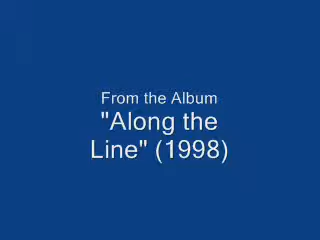 From the Album
"Along the
Line" (1998)